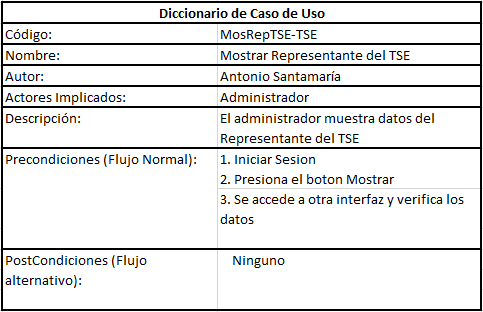 Diccionario de Caso de Uso
Código: MosRepTSE-TSE
Nombre: Mostrar Representante del TSE
Autor: Antonio Santamaría
Actores Implicados: Administrador
Descripción: El administrador muestra datos del
Representante del TSE
Precondiciones (Flujo Normal): 1. Iniciar Sesion
2. Presiona el boton Mostrar
3. Se accede a otra interfaz y verifica los
datos
PostCondiciones (Flujo Ninguno
alternativo):